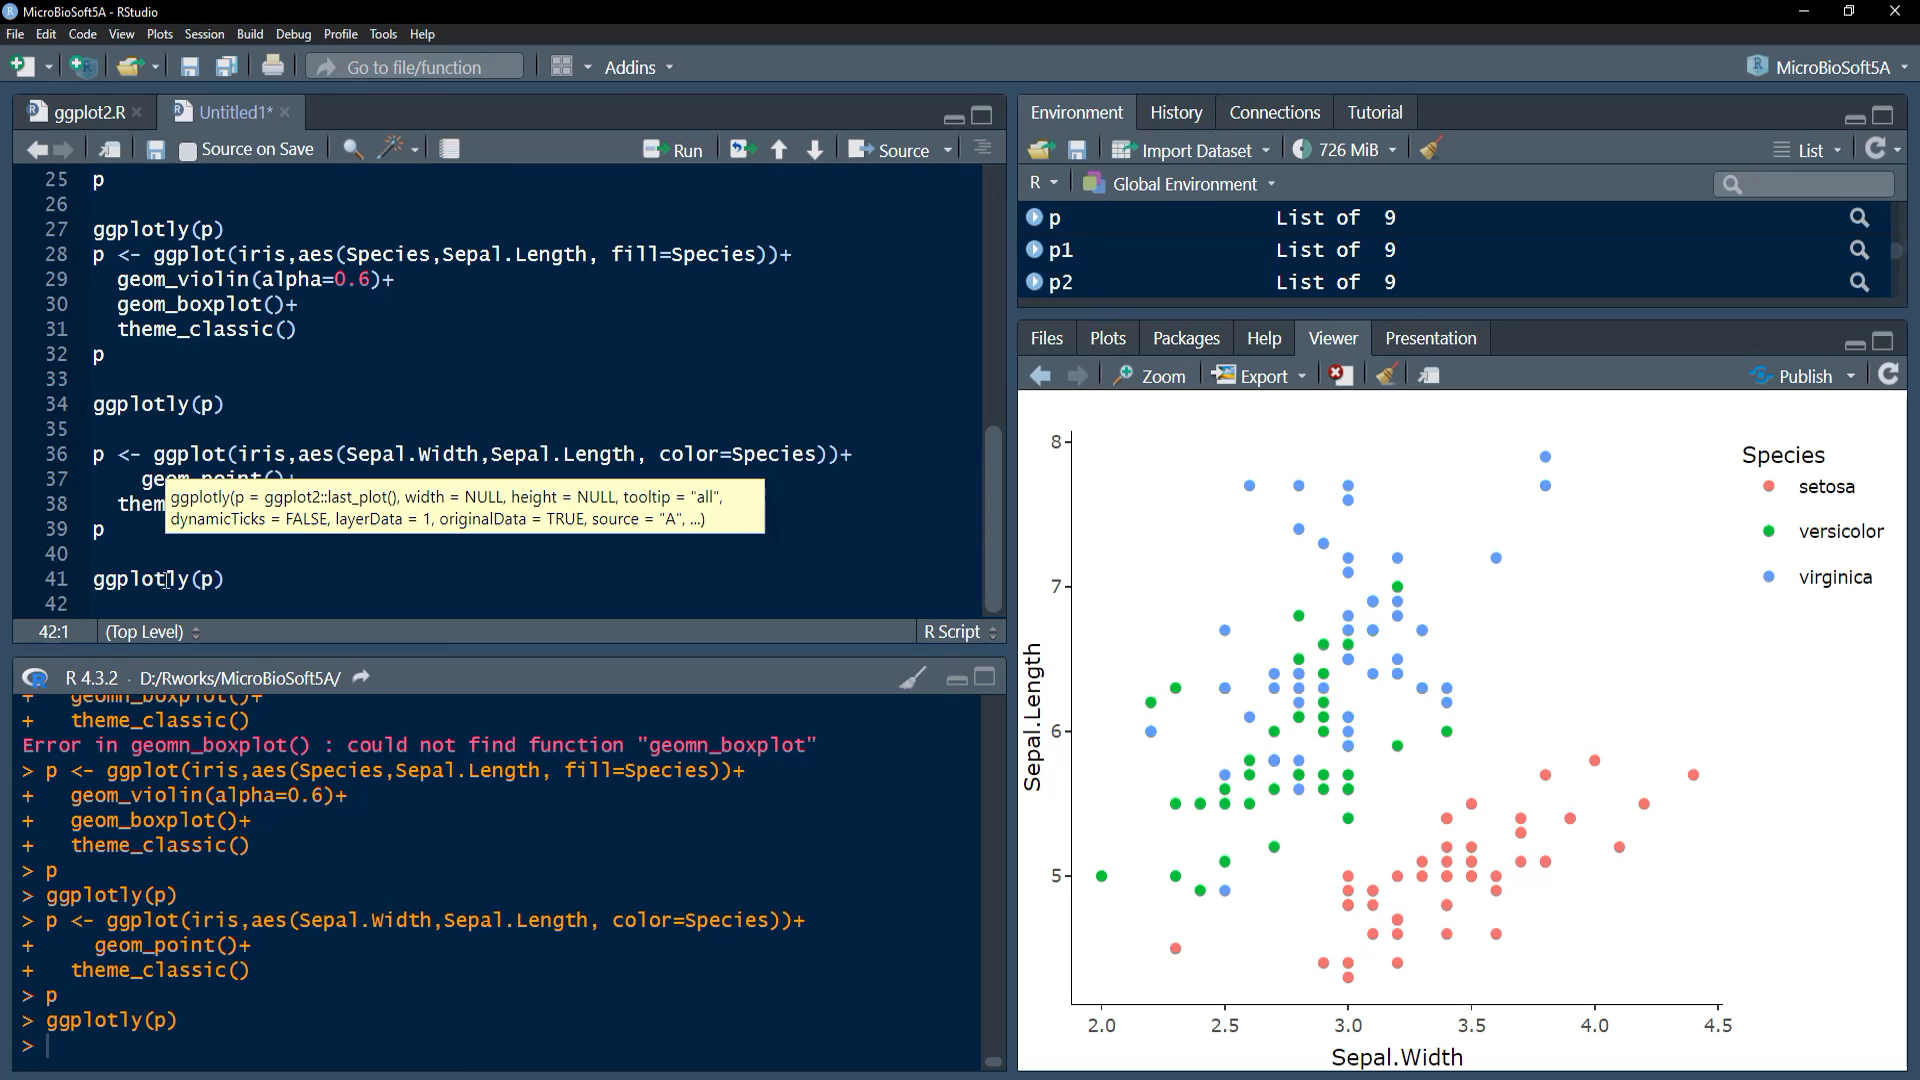 MicroBioSoft5A - RStudio
File Edit Code View Plots Session Build Debug Profile Tools Help
Go to file/function Addins MicroBioSoft5A
ggplot2.R Untitled1*
Source on Save Run Source
25 p
26
27 ggplotly(p)
28 p <- ggplot(iris,aes(Species,Sepal.Length, fill=Species))+
29 geom_violin(alpha=0.6)+
30 geom_boxplot()+
31 theme_classic()
32 p
33
34 ggplotly(p)
35
36 p <- ggplot(iris,aes(Sepal.Width,Sepal.Length, color=Species))+
37 geom_point()+
ggplotly(p = ggplot2::last_plot(), width = NULL, height = NULL, tooltip = "all",
38 them
dynamicTicks = FALSE, layerData = 1, originalData = TRUE, source = "A", ...)
39 p
40
41 ggplotly(p)
42
42:1 (Top Level) R Script
R 4.3.2 · D:/Rworks/MicroBioSoft5A/
+ geomn_boxplot()+
+ theme_classic()
Error in geomn_boxplot() : could not find function "geomn_boxplot"
> p <- ggplot(iris,aes(Species,Sepal.Length, fill=Species))+
+ geom_violin(alpha=0.6)+
+ geom_boxplot()+
+ theme_classic()
> p
> ggplotly(p)
> p <- ggplot(iris,aes(Sepal.Width,Sepal.Length, color=Species))+
+ geom_point()+
+ theme_classic()
> p
> ggplotly(p)
>
Environment History Connections Tutorial
Import Dataset 726 MiB List
R Global Environment
p List of 9
p1 List of 9
p2 List of 9
Files Plots Packages Help Viewer Presentation
Zoom Export Publish
Species
setosa
versicolor
virginica
8
7
6
5
Sepal.Length
2.0 2.5 3.0 3.5 4.0 4.5
Sepal.Width